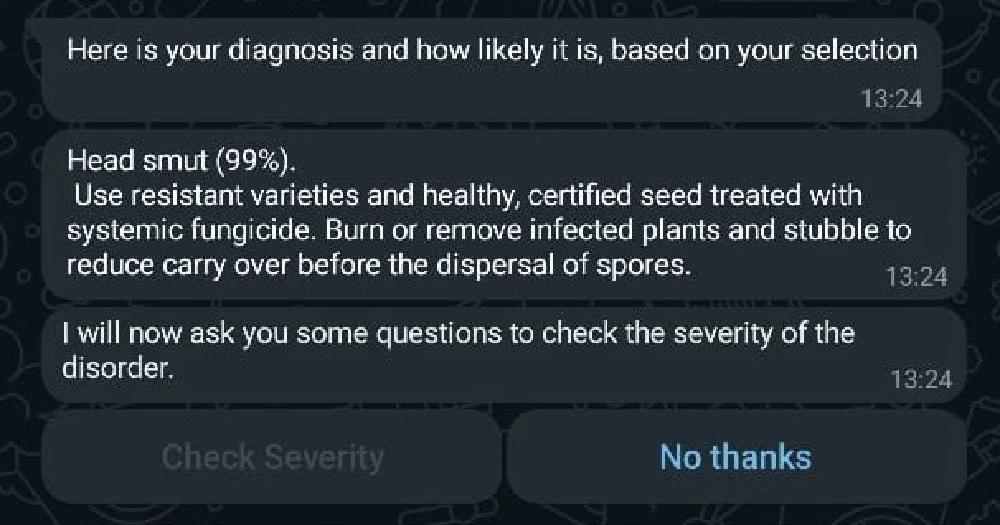 Here is your diagnosis and how likely it is, based on your selection
13:24
Head smut (99%).
Use resistant varieties and healthy, certified seed treated with
systemic fungicide. Burn or remove infected plants and stubble to
reduce carry over before the dispersal of spores.
13:24
I will now ask you some questions to check the severity of the
disorder.
13:24
Check Severity
No thanks